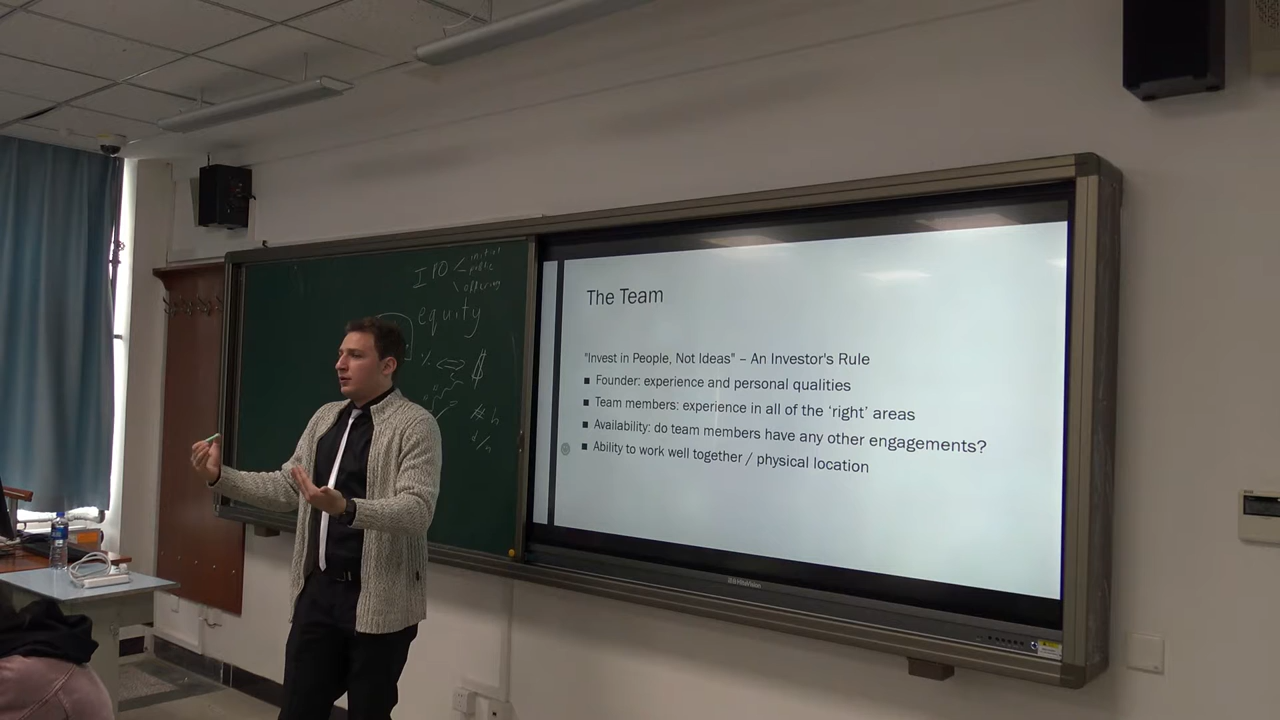 IPO
initial
public
offering
equity
%
$
The Team
"Invest in People, Not Ideas" – An Investor's Rule
Founder: experience and personal qualities
Team members: experience in all of the ‘right’ areas
Availability: do team members have any other engagements?
Ability to work well together / physical location
HiteVision